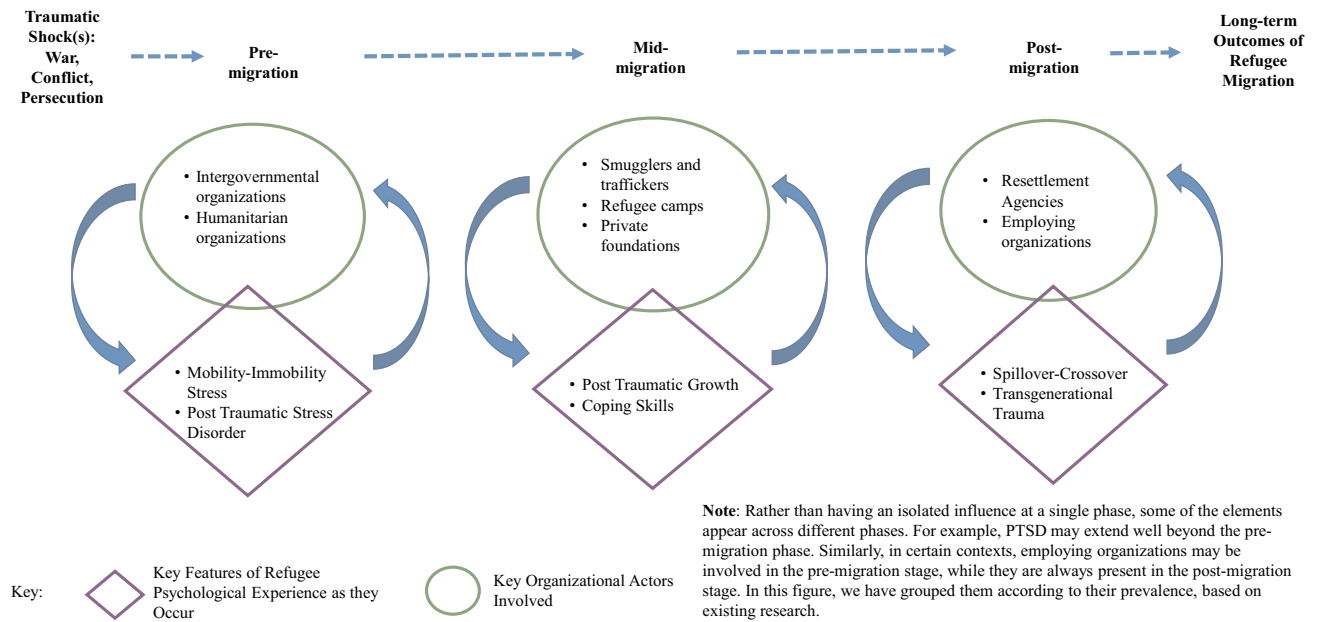 Traumatic
Shock(s):
War,
Conflict,
Persecution
Pre-
migration
Mid-
migration
Post-
migration
Long-term
Outcomes of
Refugee
Migration
• Intergovernmental
organizations
• Humanitarian
organizations
• Smugglers and
traffickers
• Refugee camps
• Private
foundations
• Resettlement
Agencies
• Employing
organizations
• Mobility-Immobility
Stress
• Post Traumatic Stress
Disorder
• Post Traumatic Growth
• Coping Skills
• Spillover-Crossover
• Transgenerational
Trauma
Key:
Key Features of Refugee
Psychological Experience as they
Occur
Key Organizational Actors
Involved
Note: Rather than having an isolated influence at a single phase, some of the elements
appear across different phases. For example, PTSD may extend well beyond the pre-
migration phase. Similarly, in certain contexts, employing organizations may be
involved in the pre-migration stage, while they are always present in the post-migration
stage. In this figure, we have grouped them according to their prevalence, based on
existing research.